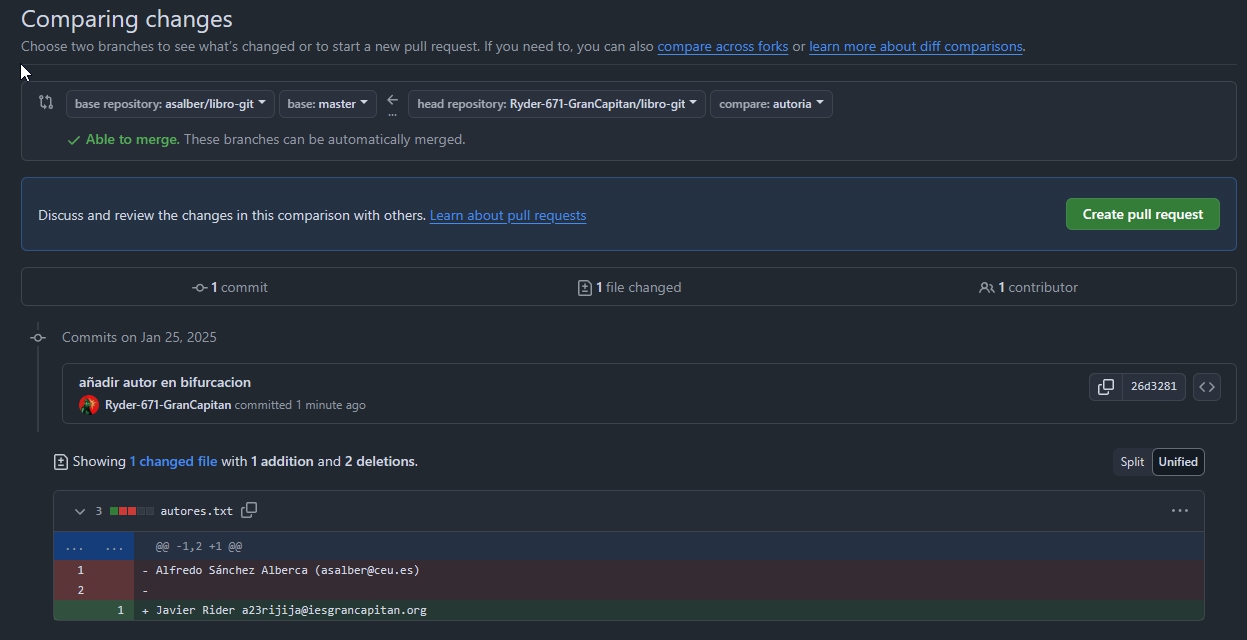 Comparing changes
Choose two branches to see what's changed or to start a new pull request. If you need to, you can also compare across forks or learn more about diff comparisons.
base repository: asalber/libro-git base: master ... head repository: Ryder-671-GranCapitan/libro-git compare: autoria
Able to merge. These branches can be automatically merged.
Discuss and review the changes in this comparison with others. Learn about pull requests Create pull request
1 commit 1 file changed 1 contributor
Commits on Jan 25, 2025
añadir autor en bifurcacion
26d3281
Ryder-671-GranCapitan committed 1 minute ago
Showing 1 changed file with 1 addition and 2 deletions. Split Unified
3 autores.txt ...
... ... @@ -1,2 +1 @@
1 - Alfredo Sánchez Alberca (asalber@ceu.es)
2 -
1 + Javier Rider a23rijija@iesgrancapitan.org